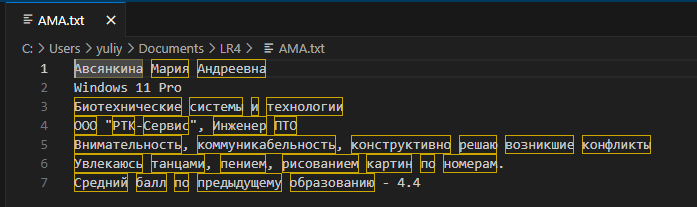 AMA.txt ×
C: > Users > yuliy > Documents > LR4 > AMA.txt
1 Авсянкина Мария Андреевна
2 Windows 11 Pro
3 Биотехнические системы и технологии
4 ООО "РТК-Сервис", Инженер ПТО
5 Внимательность, коммуникабельность, конструктивно решаю возникшие конфликты
6 Увлекаюсь танцами, пением, рисованием картин по номерам.
7 Средний балл по предыдущему образованию - 4.4